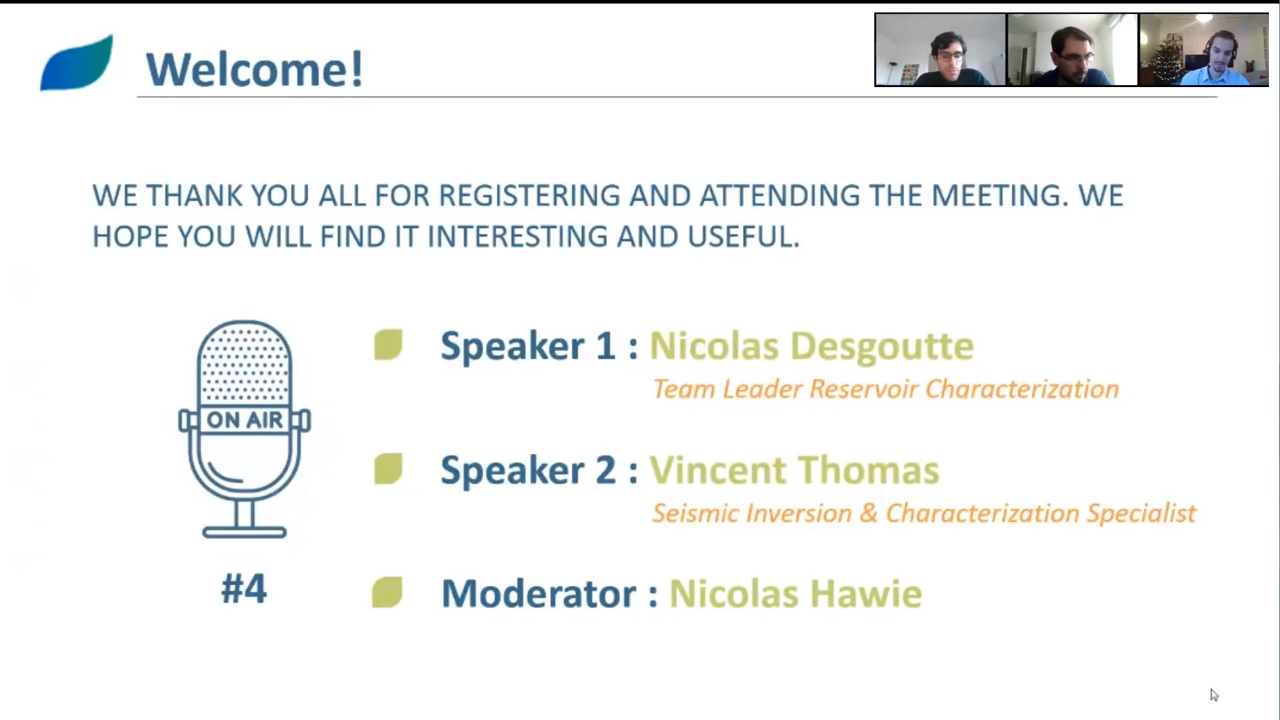 Welcome!
WE THANK YOU ALL FOR REGISTERING AND ATTENDING THE MEETING. WE
HOPE YOU WILL FIND IT INTERESTING AND USEFUL.
Speaker 1 : Nicolas Desgoutte
Team Leader Reservoir Characterization
ON AIR
Speaker 2 : Vincent Thomas
Seismic Inversion & Characterization Specialist
#4
Moderator : Nicolas Hawie